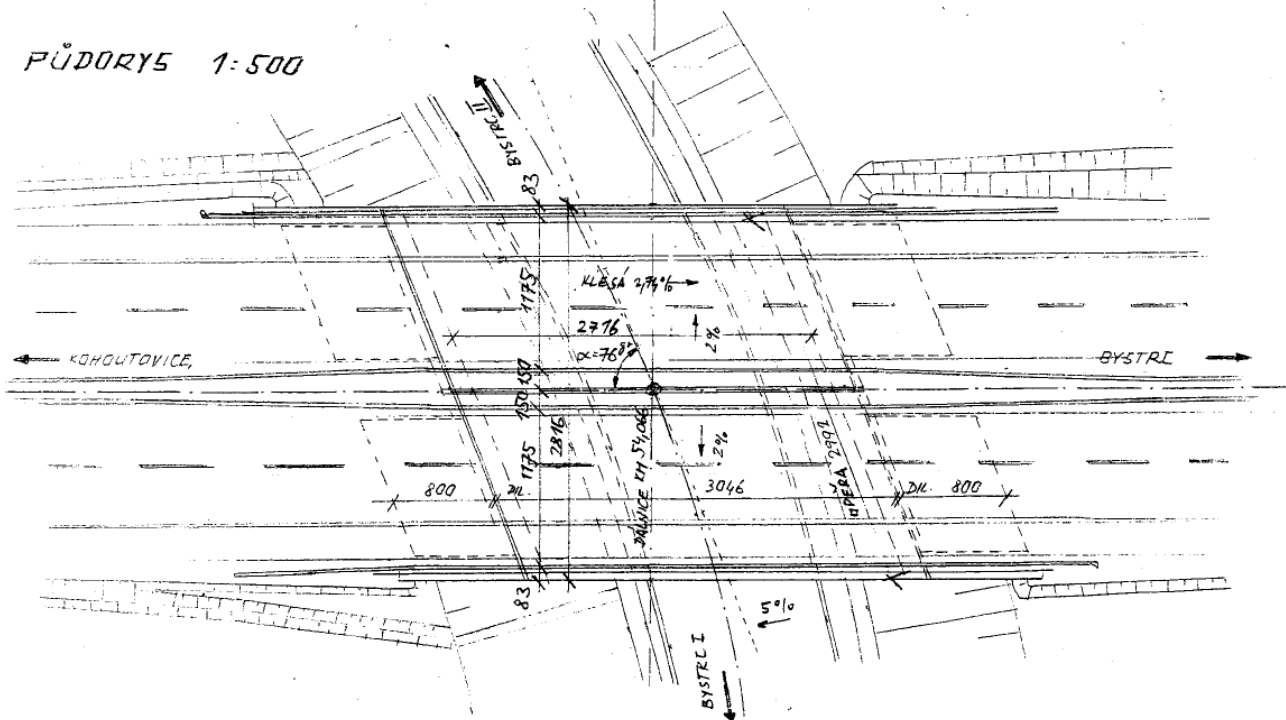 PŮDORYS 1:500
BYSTRC II
83
KLESÁ 2,74%
1175
2716
2%
α=76gr
KOHOUTOVICE,
BYSTRC
150
150
2816
1175
2%
DÁLNICE KM 54,066
800
DIL.
3046
OPĚRA 2992
DIL. 800
83
5%
BYSTRC I